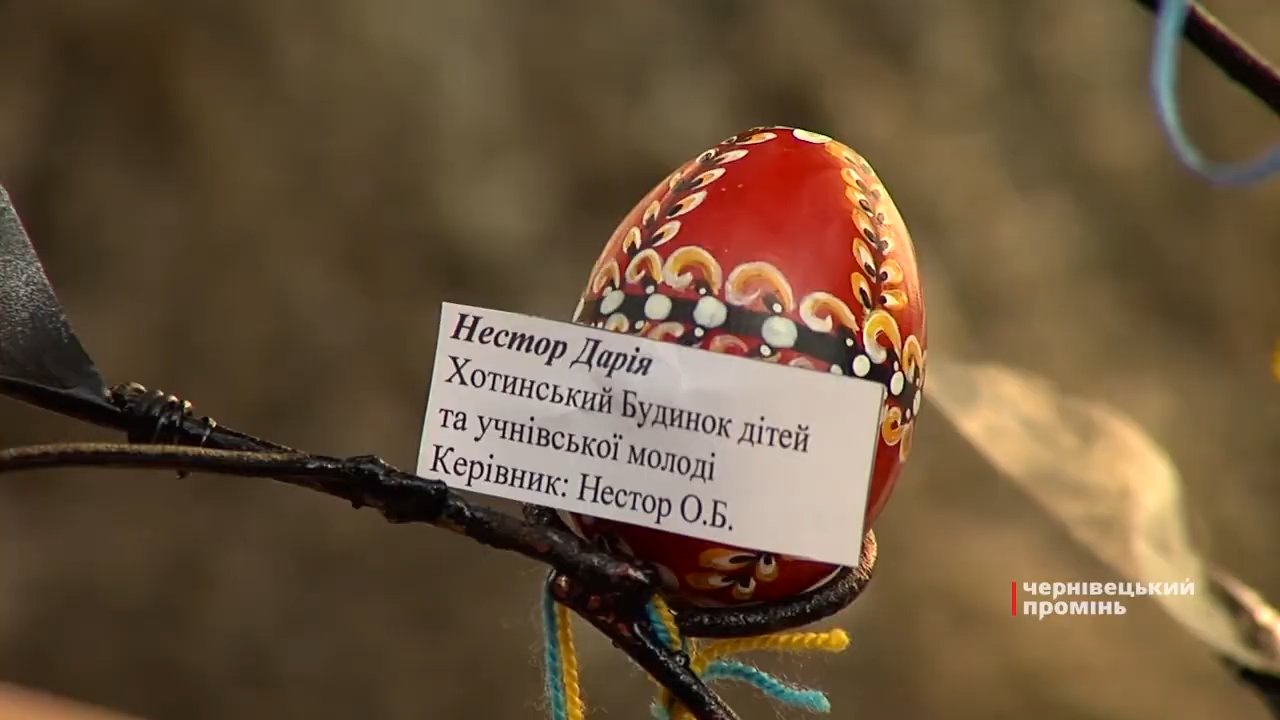 Нестор Дарія
Хотинський Будинок дітей
та учнівської молоді
Керівник: Нестор О.Б.
чернівецький
промінь